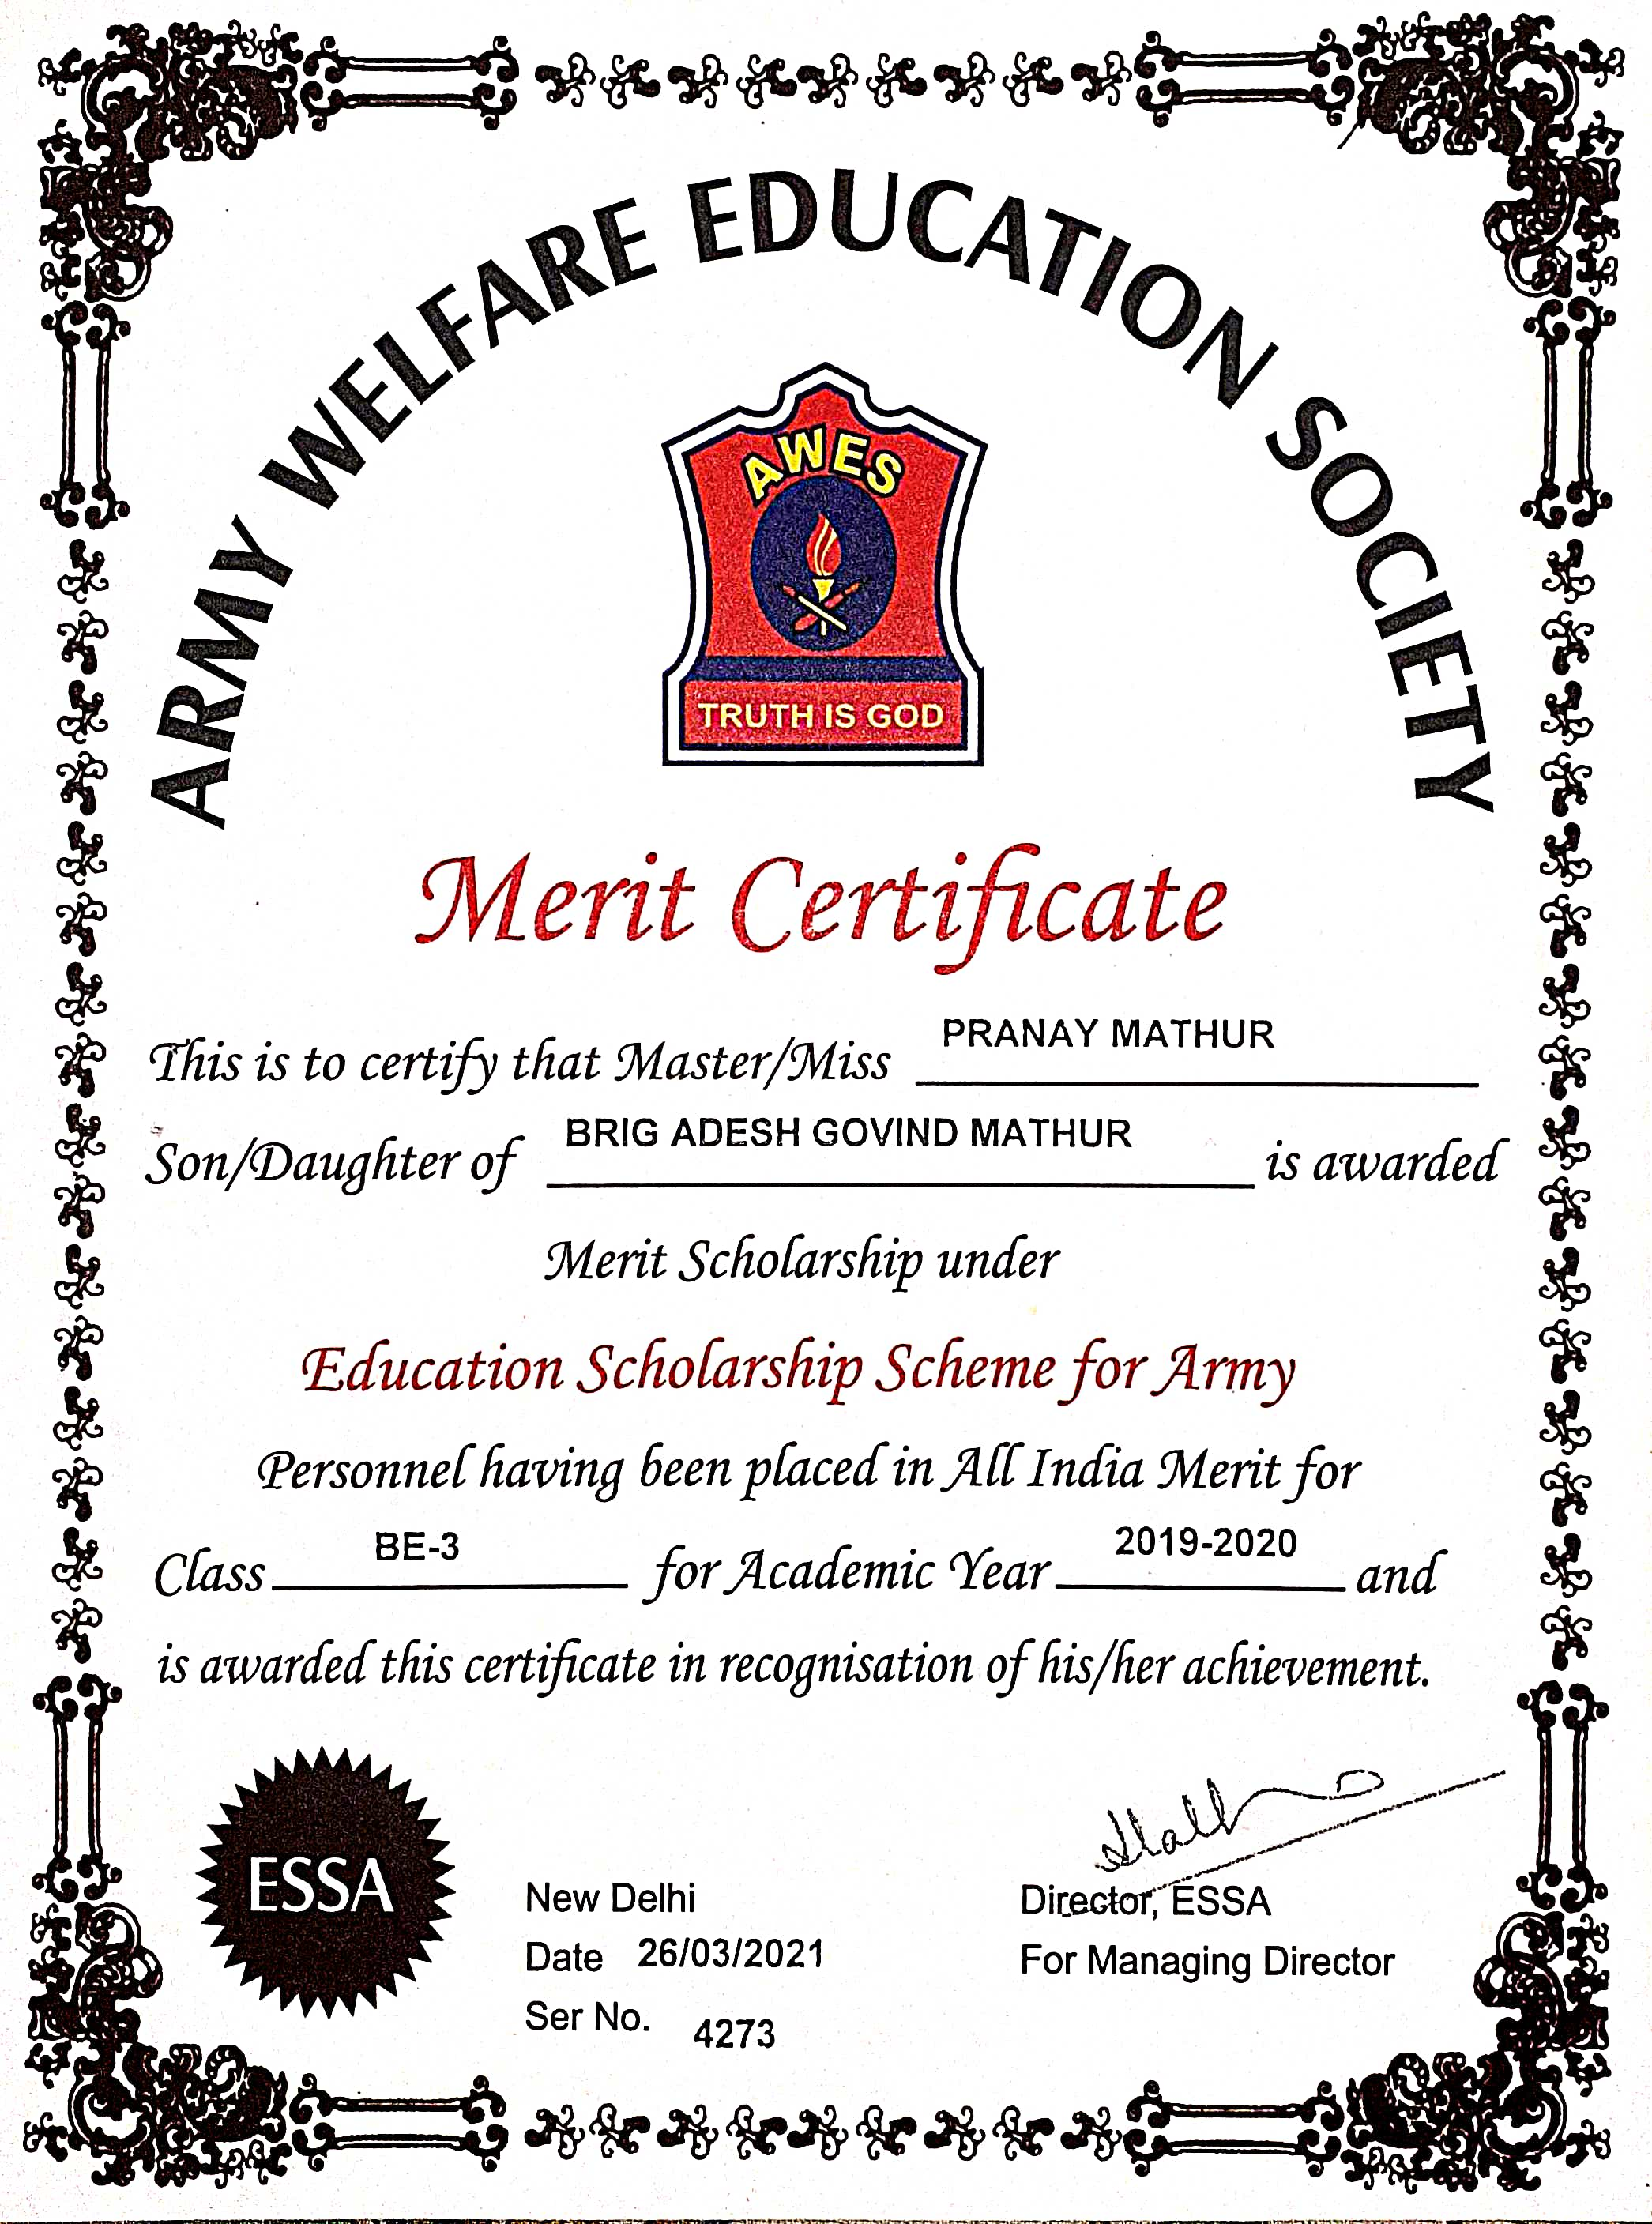 ARMY WELFARE EDUCATION SOCIETY
AWES
TRUTH IS GOD
Merit Certificate
This is to certify that Master/Miss PRANAY MATHUR
Son/Daughter of BRIG ADESH GOVIND MATHUR is awarded
Merit Scholarship under
Education Scholarship Scheme for Army
Personnel having been placed in All India Merit for
Class BE-3 for Academic Year 2019-2020 and
is awarded this certificate in recognisation of his/her achievement.
ESSA
New Delhi
Date 26/03/2021
Ser No. 4273
Director, ESSA
For Managing Director